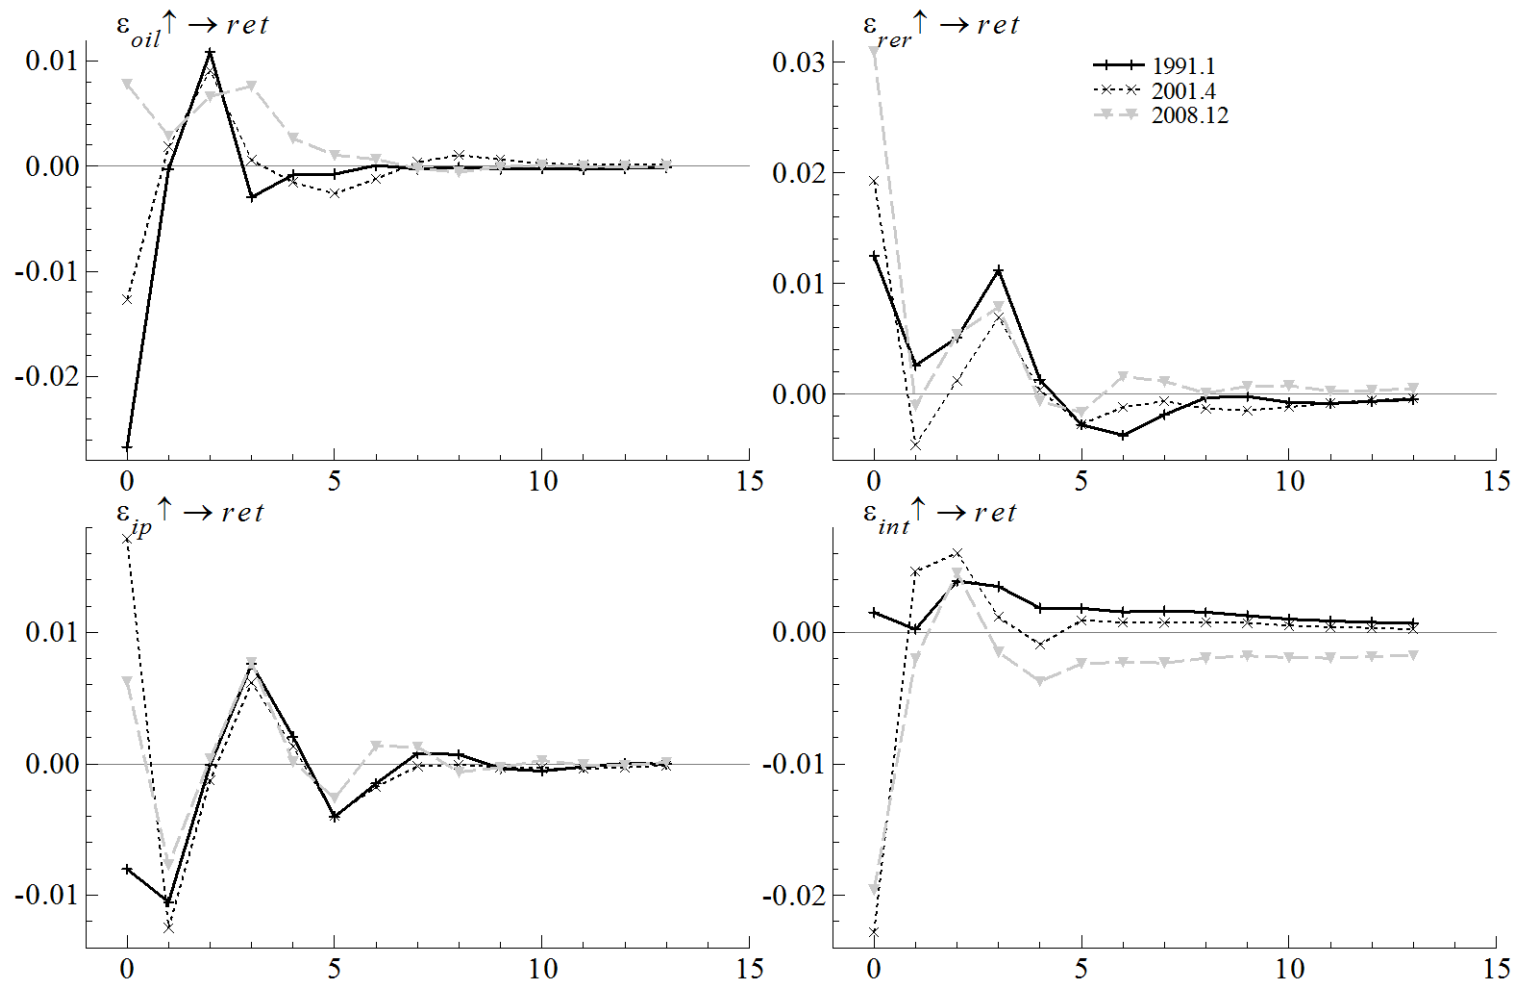 ε_oil ↑ → ret
0.01
0.00
-0.01
-0.02
0 5 10 15
ε_rer ↑ → ret
1991.1
2001.4
2008.12
0.03
0.02
0.01
0.00
0 5 10 15
ε_ip ↑ → ret
0.01
0.00
-0.01
0 5 10 15
ε_int ↑ → ret
0.00
-0.01
-0.02
0 5 10 15